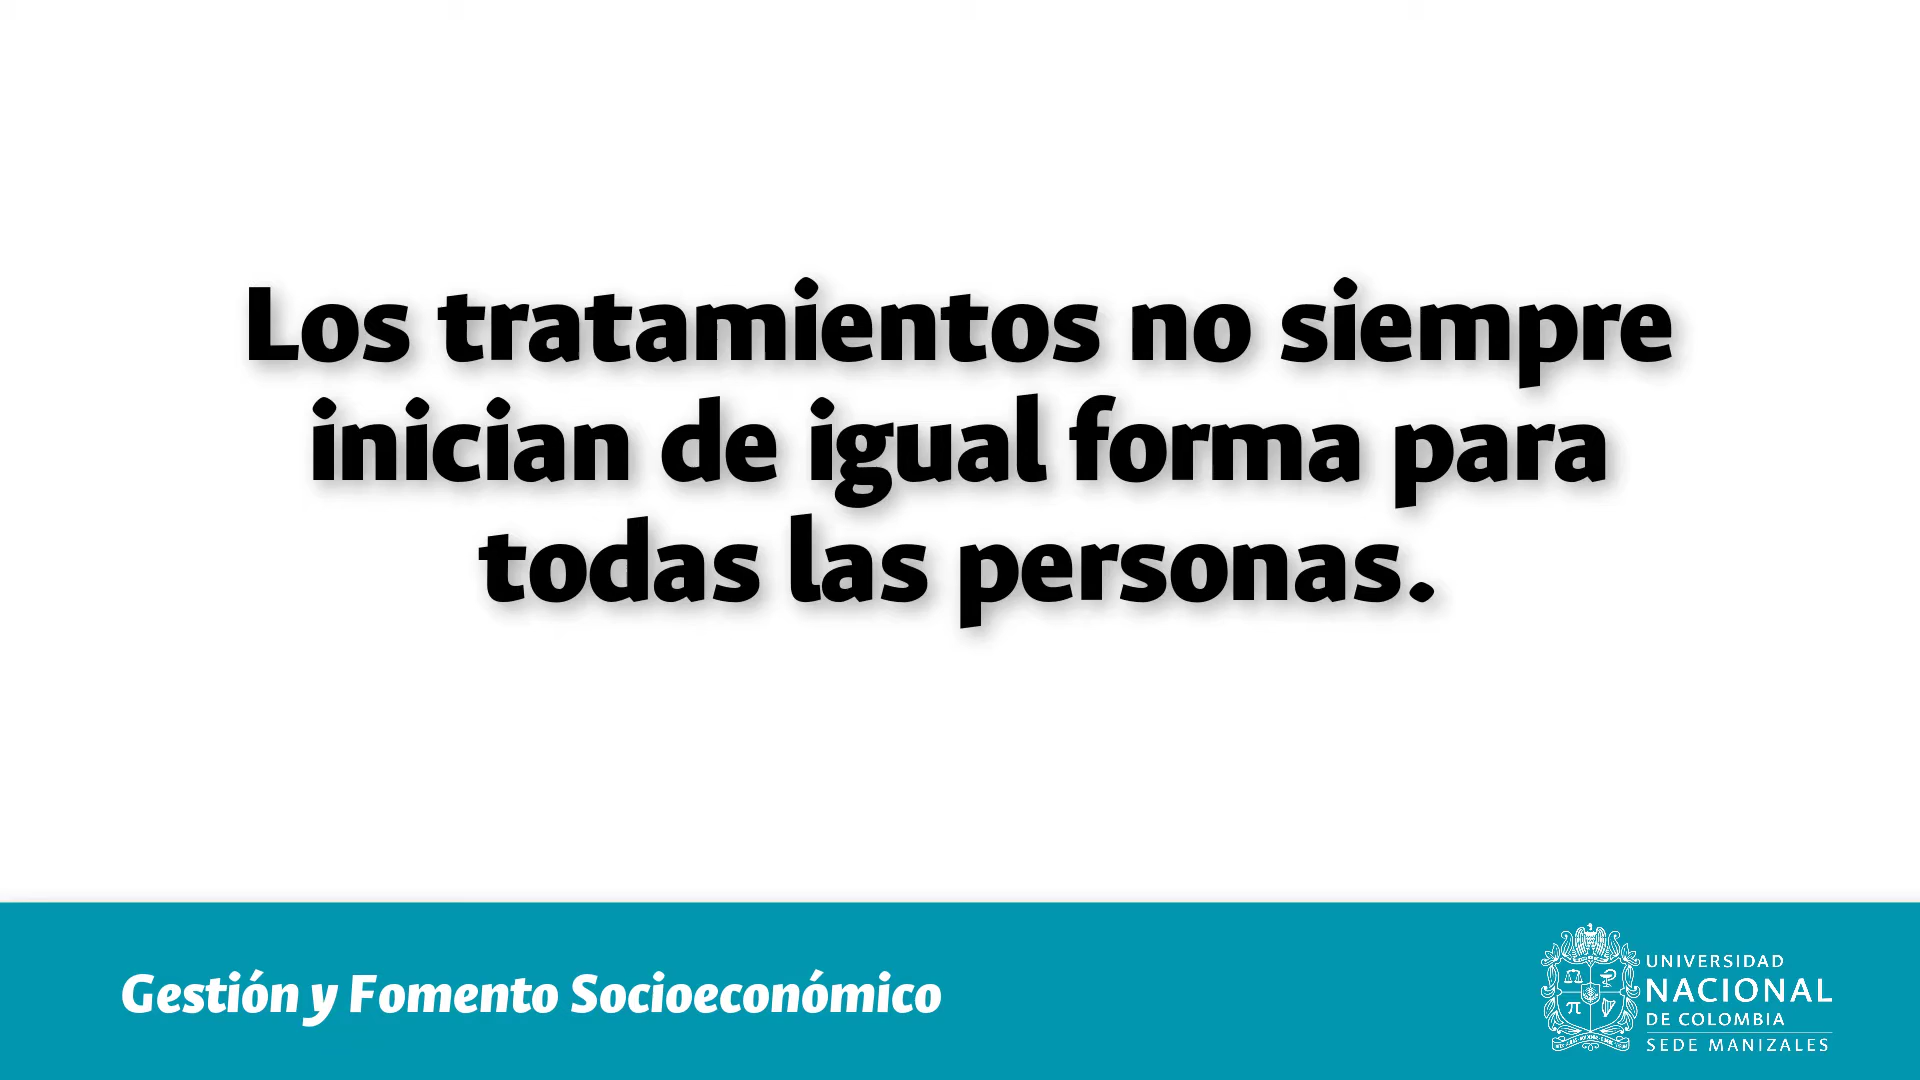 Los tratamientos no siempre
inician de igual forma para
todas las personas.
Gestión y Fomento Socioeconómico
UNIVERSIDAD
NACIONAL
DE COLOMBIA
SEDE MANIZALES